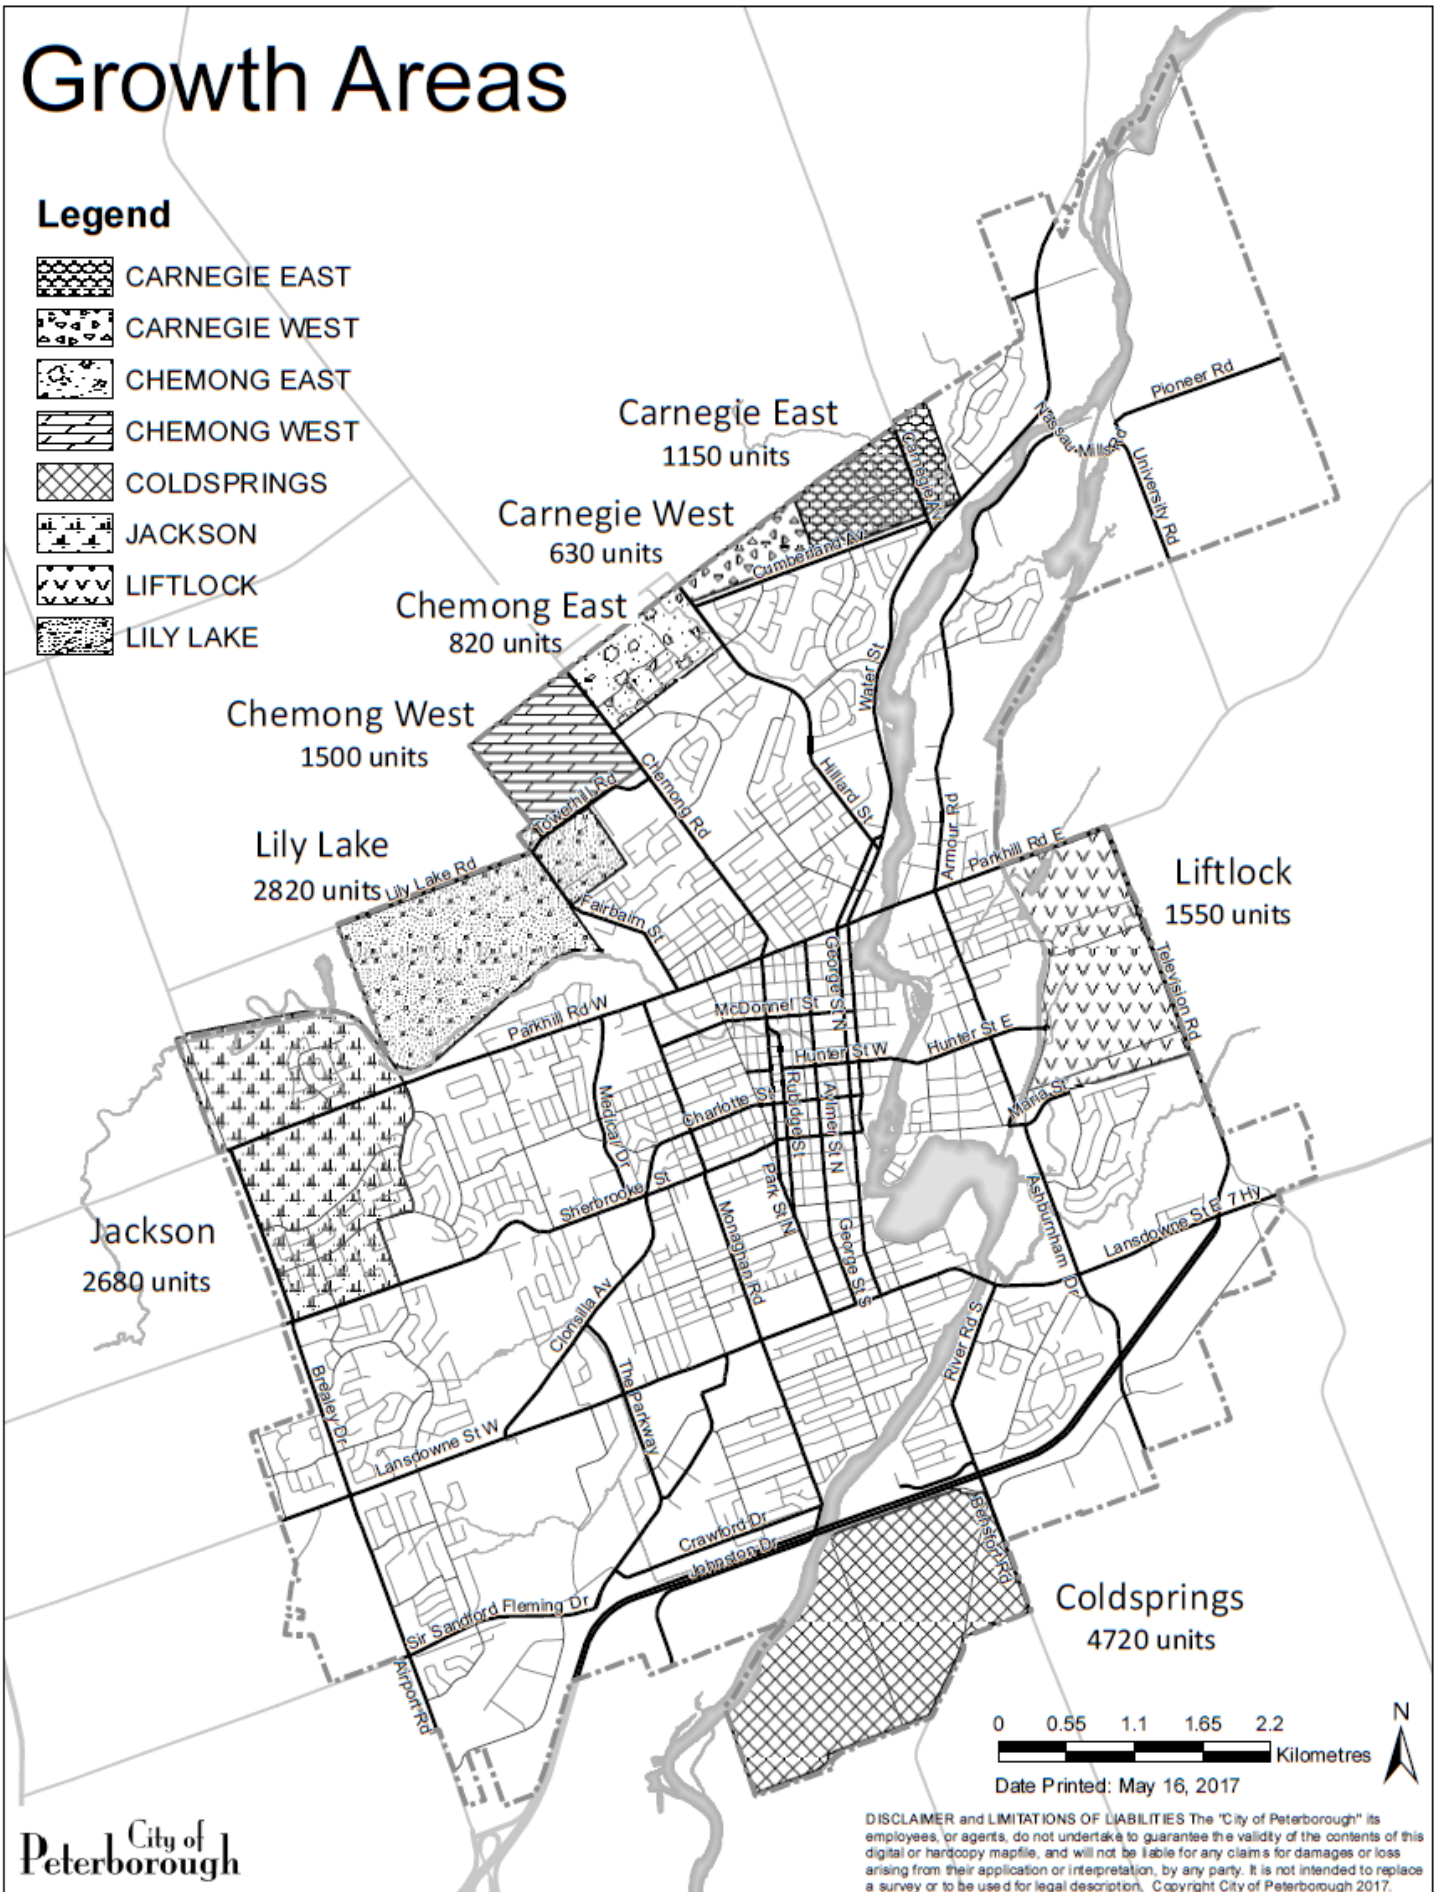 Growth Areas
Legend
CARNEGIE EAST
CARNEGIE WEST
CHEMONG EAST
CHEMONG WEST
COLDSPRINGS
JACKSON
LIFTLOCK
LILY LAKE
Pioneer Rd
Nassau Mills Rd
University Rd
Carnegie East
1150 units
Carnegie Av
Carnegie West
630 units
Cumberland Av
Chemong East
820 units
Water St
Chemong West
1500 units
Chemong Rd
Hilliard St
Towerhill Rd
Armour Rd
Parkhill Rd E
Lily Lake
2820 units
Lily Lake Rd
Liftlock
1550 units
Fairbairn St
George St N
Television Rd
Parkhill Rd W
McDonnel St
Hunter St W
Hunter St E
Medical Dr
Charlotte St
Rubidge St
Aylmer St N
Maria St
Sherbrooke St
Park St N
Monaghan Rd
George St S
Ashburnham Dr
Lansdowne St E
7 Hy
Jackson
2680 units
Clonsilla Av
River Rd S
Brealey Dr
The Parkway
Lansdowne St W
Crawford Dr
Johnston Dr
Bensfort Rd
Sir Sandford Fleming Dr
Airport Rd
Coldsprings
4720 units
N
0 0.55 1.1 1.65 2.2
Kilometres
Date Printed: May 16, 2017
City of
Peterborough
DISCLAIMER and LIMITATIONS OF LIABILITIES The "City of Peterborough" its
employees, or agents, do not undertake to guarantee the validity of the contents of this
digital or hardcopy mapfile, and will not be liable for any claims for damages or loss
arising from their application or interpretation, by any party. It is not intended to replace
a survey or to be used for legal description. Copyright City of Peterborough 2017.